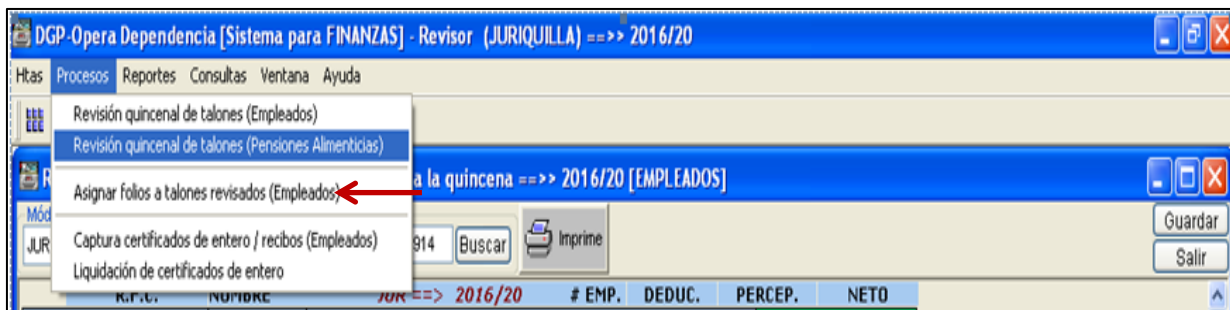 DGP-Opera Dependencia [Sistema para FINANZAS] - Revisor (JURIQUILLA) ==>> 2016/20
Htas Procesos Reportes Consultas Ventana Ayuda
Revisión quincenal de talones (Empleados)
Revisión quincenal de talones (Pensiones Alimenticias)
a la quincena ==>> 2016/20 [EMPLEADOS]
Asignar folios a talones revisados (Empleados)
Mód
Guardar
JUR
Captura certificados de entero / recibos (Empleados)
914 Buscar Imprime
Salir
Liquidación de certificados de entero
R.F.C. NOMBRE JUR ==> 2016/20 # EMP. DEDUC. PERCEP. NETO